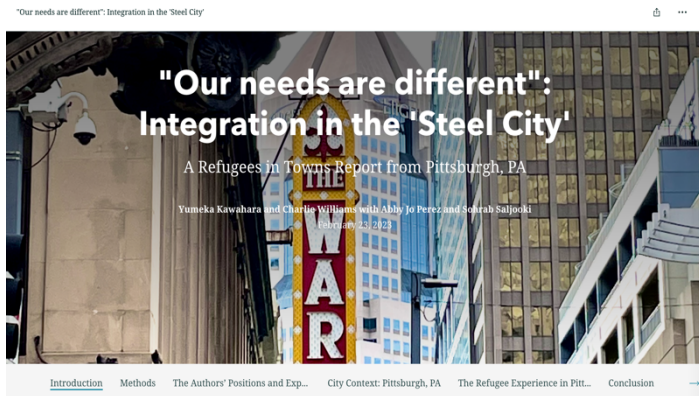 "Our needs are different": Integration in the 'Steel City'
"Our needs are different":
Integration in the 'Steel City'
A Refugees in Towns Report from Pittsburgh, PA
Yumeka Kawahara and Charlie Williams with Abby Jo Perez and Sohrab Saljooki
February 23, 2023
THE
WAR
Introduction Methods The Authors' Positions and Exp... City Context: Pittsburgh, PA The Refugee Experience in Pitt... Conclusion